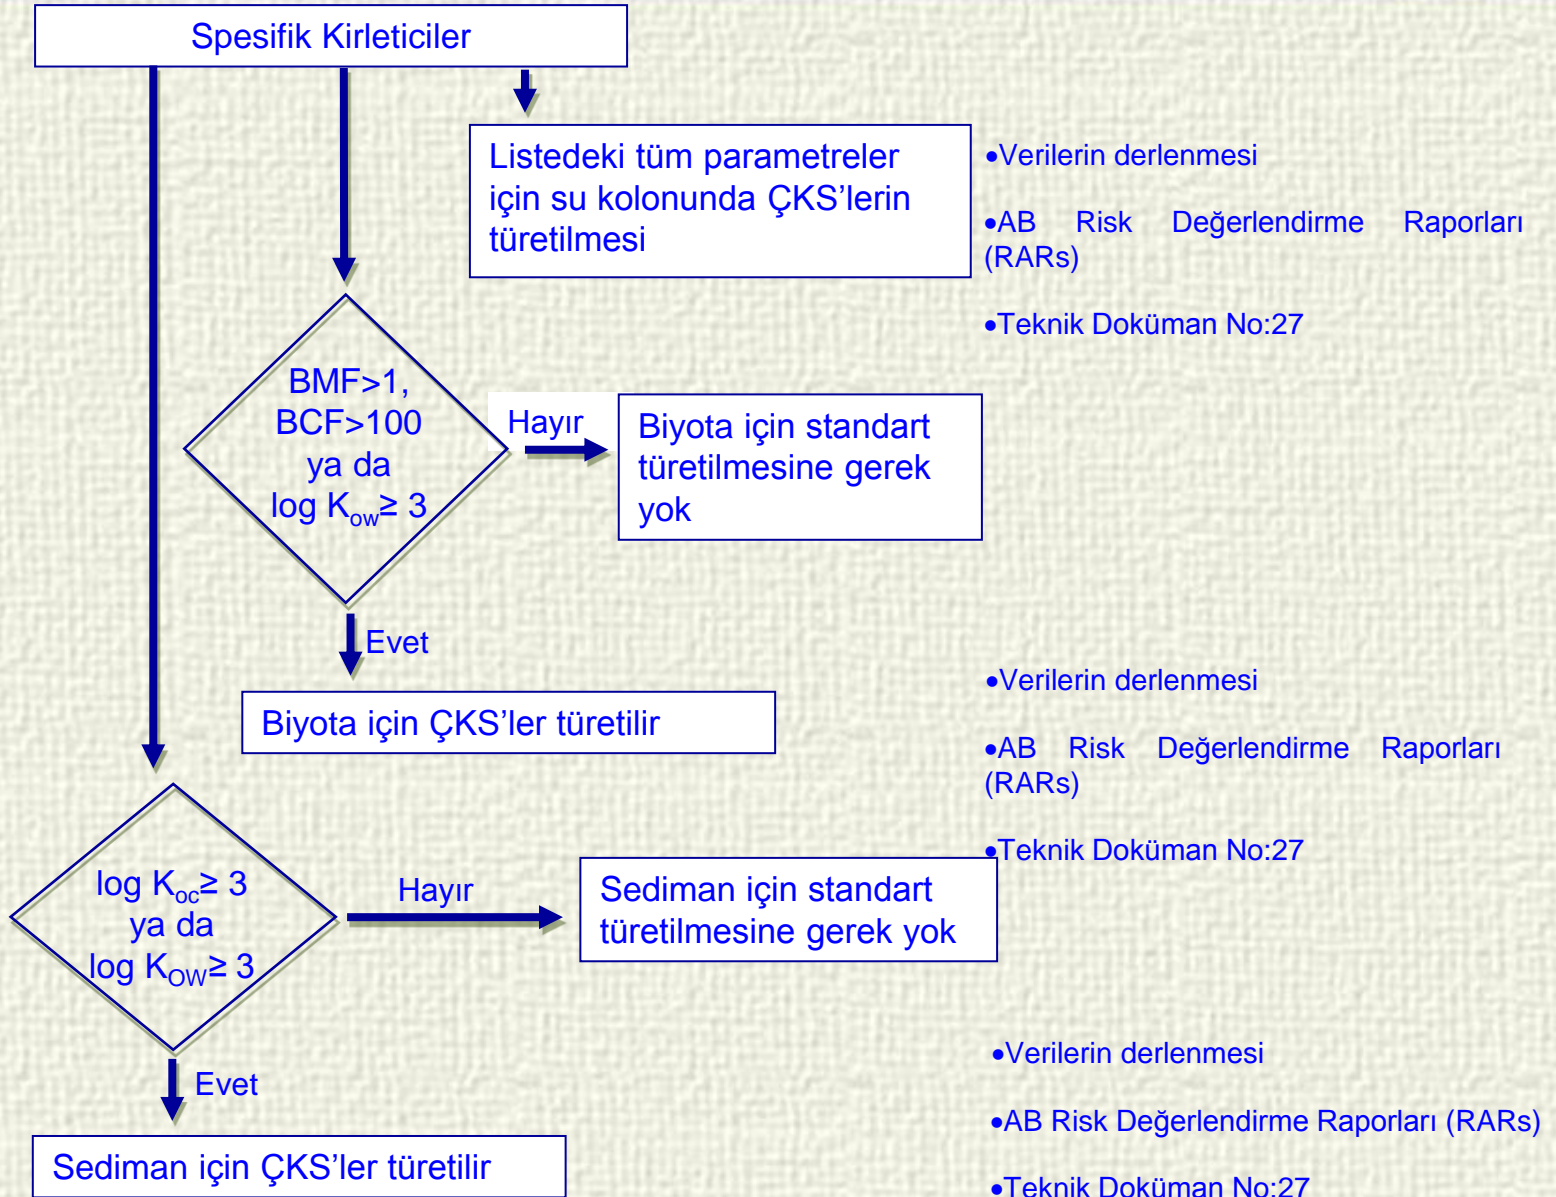 Spesifik Kirleticiler
Listedeki tüm parametreler
için su kolonunda ÇKS’lerin
türetilmesi
•Verilerin derlenmesi
•AB Risk Değerlendirme Raporları
(RARs)
•Teknik Doküman No:27
BMF>1,
BCF>100
ya da
log Kow≥ 3
Hayır
Biyota için standart
türetilmesine gerek
yok
Evet
Biyota için ÇKS’ler türetilir
•Verilerin derlenmesi
•AB Risk Değerlendirme Raporları
(RARs)
•Teknik Doküman No:27
log Koc≥ 3
ya da
log KOW≥ 3
Hayır
Sediman için standart
türetilmesine gerek yok
Evet
Sediman için ÇKS’ler türetilir
•Verilerin derlenmesi
•AB Risk Değerlendirme Raporları (RARs)
•Teknik Doküman No:27